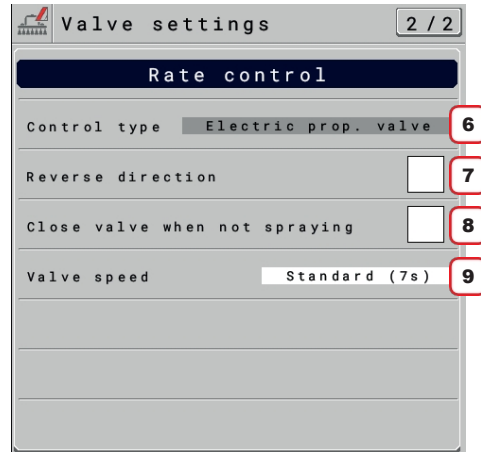 Valve settings 2 / 2
Rate control
Control type Electric prop. valve 6
Reverse direction 7
Close valve when not spraying 8
Valve speed Standard (7s) 9